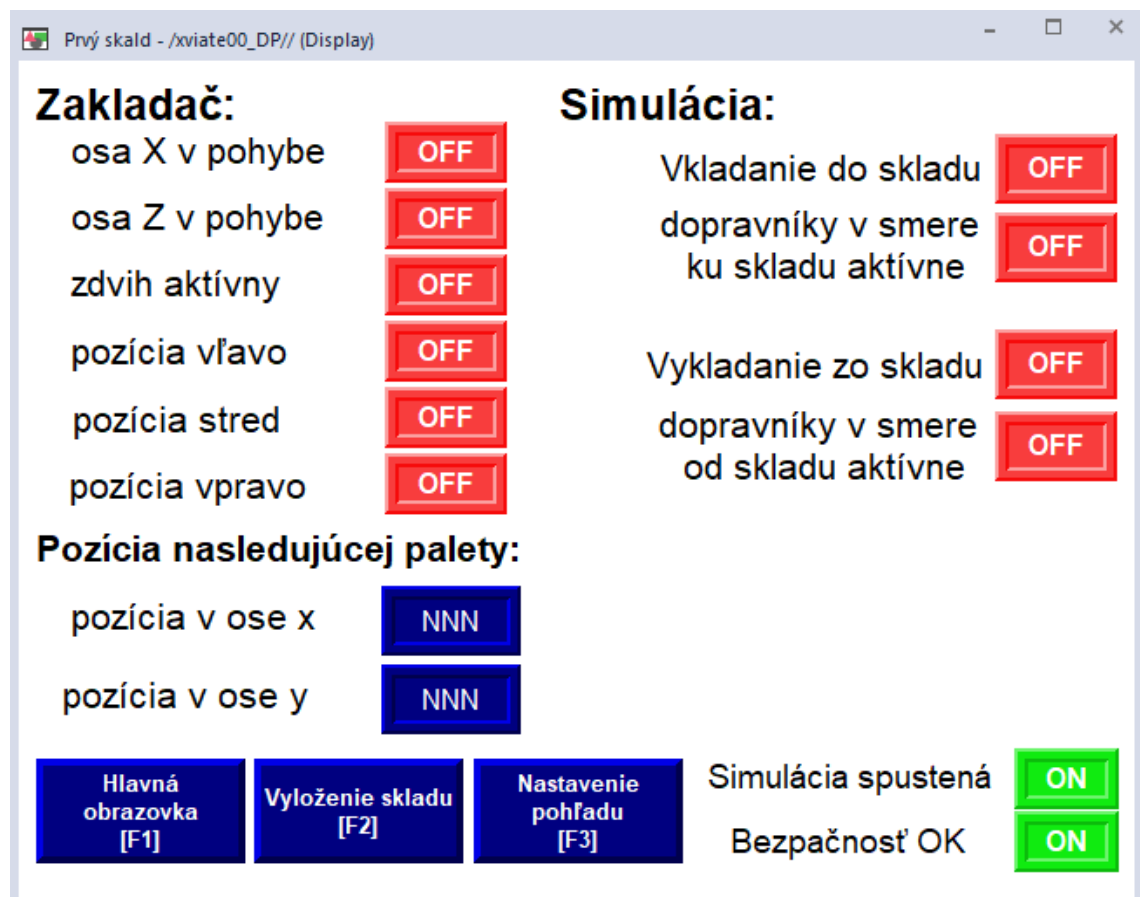 Prvý skald - /xviate00_DP// (Display)
Zakladač:
osa X v pohybe OFF
osa Z v pohybe OFF
zdvih aktívny OFF
pozícia vľavo OFF
pozícia stred OFF
pozícia vpravo OFF
Simulácia:
Vkladanie do skladu OFF
dopravníky v smere
ku skladu aktívne OFF
Vykladanie zo skladu OFF
dopravníky v smere
od skladu aktívne OFF
Pozícia nasledujúcej palety:
pozícia v ose x NNN
pozícia v ose y NNN
Hlavná
obrazovka
[F1]
Vyloženie skladu
[F2]
Nastavenie
pohľadu
[F3]
Simulácia spustená ON
Bezpačnosť OK ON